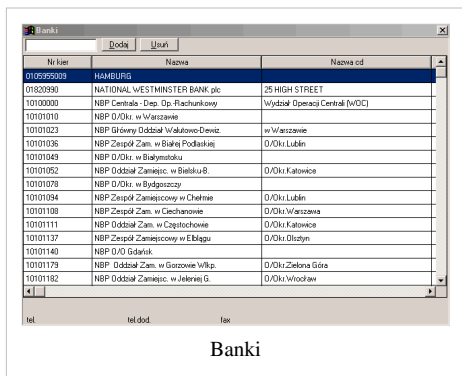 Banki
Dodaj Usuń
Nr kier Nazwa Nazwa cd
0105955009 HAMBURG
01820990 NATIONAL WESTMINSTER BANK plc 25 HIGH STREET
10100000 NBP Centrala - Dep. Op.-Rachunkowy Wydział Operacji Centrali (WOC)
10101010 NBP O/Okr. w Warszawie
10101023 NBP Główny Oddział Walutowo-Dewiz. w Warszawie
10101036 NBP Zespół Zam. w Białej Podlaskiej O/Okr.Lublin
10101049 NBP O/Okr. w Białymstoku
10101052 NBP Oddział Zamiejsc. w Bielsku-B. O/Okr.Katowice
10101078 NBP O/Okr. w Bydgoszczy
10101094 NBP Zespół Zamiejscowy w Chełmie O/Okr.Lublin
10101108 NBP Zespół Zam. w Ciechanowie O/Okr.Warszawa
10101111 NBP Oddział Zam. w Częstochowie O/Okr.Katowice
10101137 NBP Zespół Zamiejscowy w Elblągu O/Okr.Olsztyn
10101140 NBP O/O Gdańsk
10101179 NBP Oddział Zam. w Gorzowie Wlkp. O/Okr.Zielona Góra
10101182 NBP Oddział Zamiejsc. w Jeleniej G. O/Okr.Wrocław
tel. tel.dod. fax
Banki